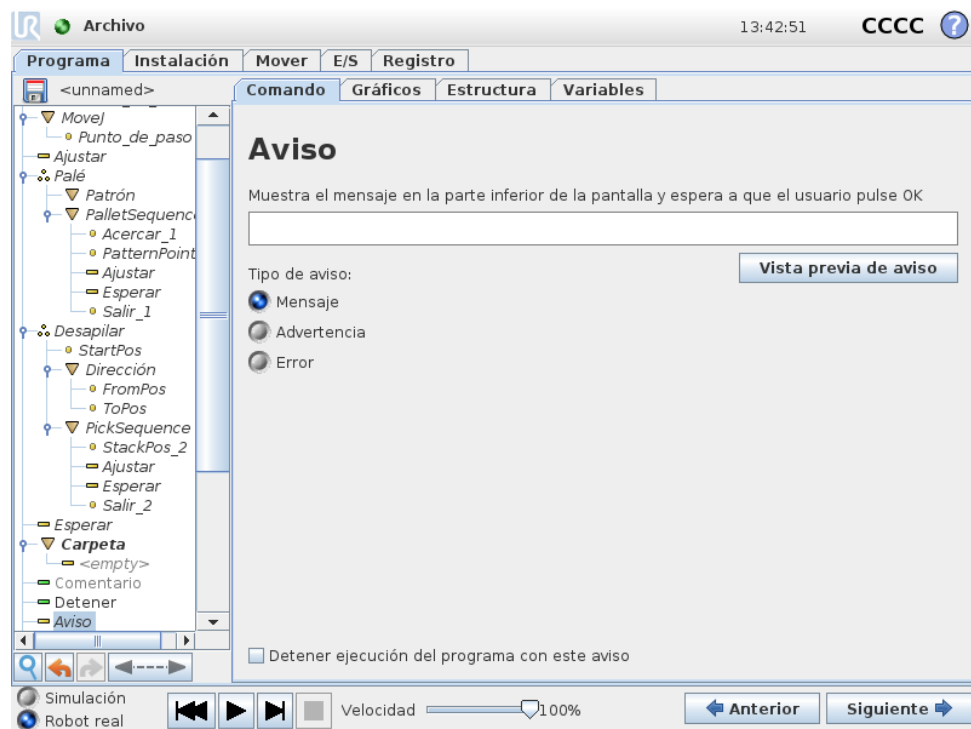 UR Archivo 13:42:51 CCCC ?
Programa Instalación Mover E/S Registro
<unnamed>
Comando Gráficos Estructura Variables
MoveJ
Punto_de_paso
Ajustar
Palé
Patrón
PalletSequenc
Acercar_1
PatternPoint
Ajustar
Esperar
Salir_1
Desapilar
StartPos
Dirección
FromPos
ToPos
PickSequence
StackPos_2
Ajustar
Esperar
Salir_2
Esperar
Carpeta
<empty>
Comentario
Detener
Aviso
Aviso
Muestra el mensaje en la parte inferior de la pantalla y espera a que el usuario pulse OK
Vista previa de aviso
Tipo de aviso:
Mensaje
Advertencia
Error
Detener ejecución del programa con este aviso
Simulación
Robot real
Velocidad 100%
Anterior Siguiente